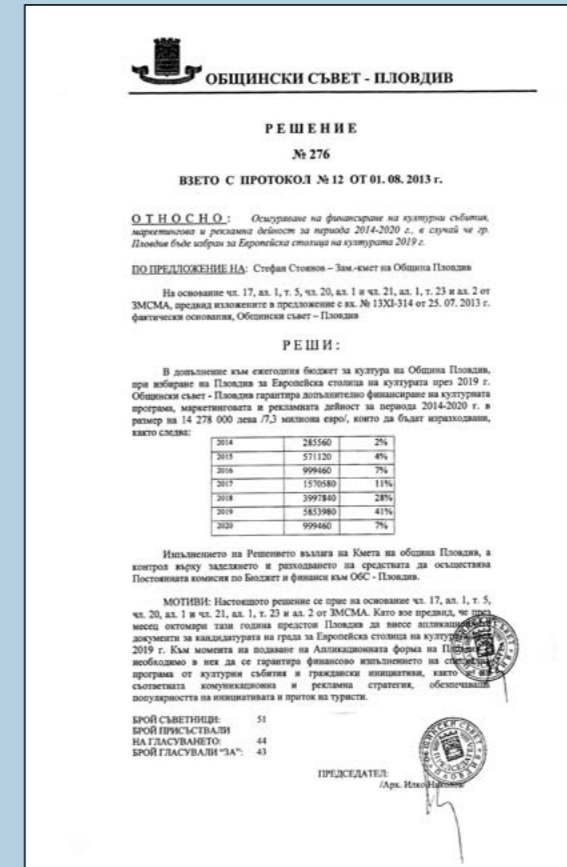 ОБЩИНСКИ СЪВЕТ - ПЛОВДИВ
Р Е Ш Е Н И Е
№ 276
ВЗЕТО С ПРОТОКОЛ № 12 ОТ 01. 08. 2013 г.
О Т Н О С Н О : Осигуряване на финансиране на културни събития,
маркетингова и рекламна дейност за периода 2014-2020 г., в случай че гр.
Пловдив бъде избран за Европейска столица на културата 2019 г.
ПО ПРЕДЛОЖЕНИЕ НА: Стефан Стоянов – Зам.-кмет на Община Пловдив
На основание чл. 17, ал. 1, т. 5, чл. 20, ал. 1 и чл. 21, ал. 1, т. 23 и ал. 2 от
ЗМСМА, предвид изложените в предложение с вх. № 13XI-314 от 25. 07. 2013 г.
фактически основания, Общински съвет – Пловдив
Р Е Ш И :
В допълнение към ежегодния бюджет за култура на Община Пловдив,
при избиране на Пловдив за Европейска столица на културата през 2019 г.
Общински съвет - Пловдив гарантира допълнително финансиране на културната
програма, маркетинговата и рекламната дейност за периода 2014-2020 г. в
размер на 14 278 000 лева /7,3 милиона евро/, които да бъдат изразходвани,
както следва:
2014 285560 2%
2015 571120 4%
2016 999460 7%
2017 1570580 11%
2018 3997840 28%
2019 5853980 41%
2020 999460 7%
Изпълнението на Решението възлага на Кмета на община Пловдив, а
контрол върху заделянето и разходването на средствата да осъществява
Постоянната комисия по Бюджет и финанси към ОбС - Пловдив.
МОТИВИ: Настоящото решение се прие на основание чл. 17, ал. 1, т. 5,
чл. 20, ал. 1 и чл. 21, ал. 1, т. 23 и ал. 2 от ЗМСМА. Като взе предвид, че през
месец октомври тази година предстои Пловдив да внесе апликационни
документи за кандидатурата на града за Европейска столица на
2019 г. Към момента на подаване на Апликационната форма на
необходимо в нея да се гарантира финансово изпълнението на
програма от културни събития и граждански инициативи, както и
съответната комуникационна и рекламна стратегия, обезпечаващи
популярността на инициативата и приток на туристи.
БРОЙ СЪВЕТНИЦИ: 51
БРОЙ ПРИСЪСТВАЛИ
НА ГЛАСУВАНЕТО: 44
БРОЙ ГЛАСУВАЛИ "ЗА": 43
ПРЕДСЕДАТЕЛ:
/Арх. Илко Николов/